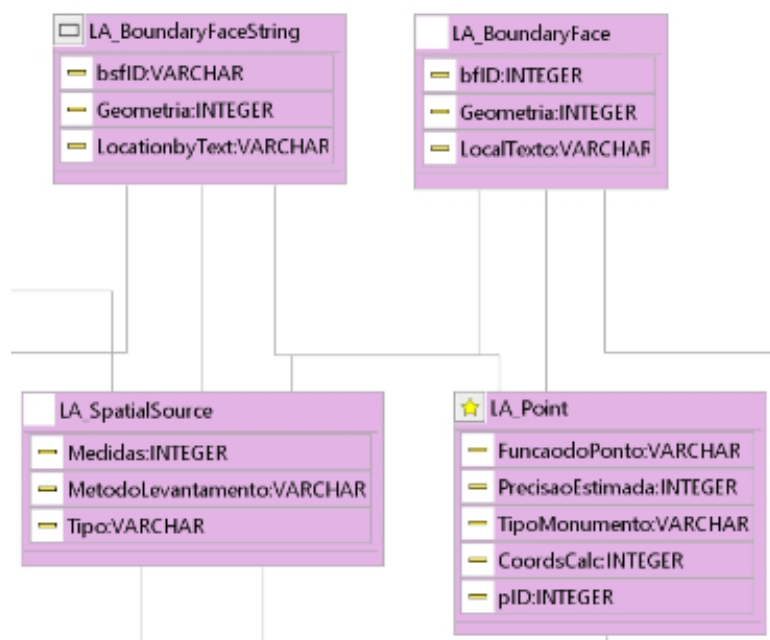 LA_BoundaryFaceString
bsfID:VARCHAR
Geometria:INTEGER
LocationbyText:VARCHAR
LA_BoundaryFace
bfID:INTEGER
Geometria:INTEGER
LocalTexto:VARCHAR
LA_SpatialSource
Medidas:INTEGER
MetodoLevantamento:VARCHAR
Tipo:VARCHAR
LA_Point
FuncaodoPonto:VARCHAR
PrecisaoEstimada:INTEGER
TipoMonumento:VARCHAR
CoordsCalc:INTEGER
pID:INTEGER